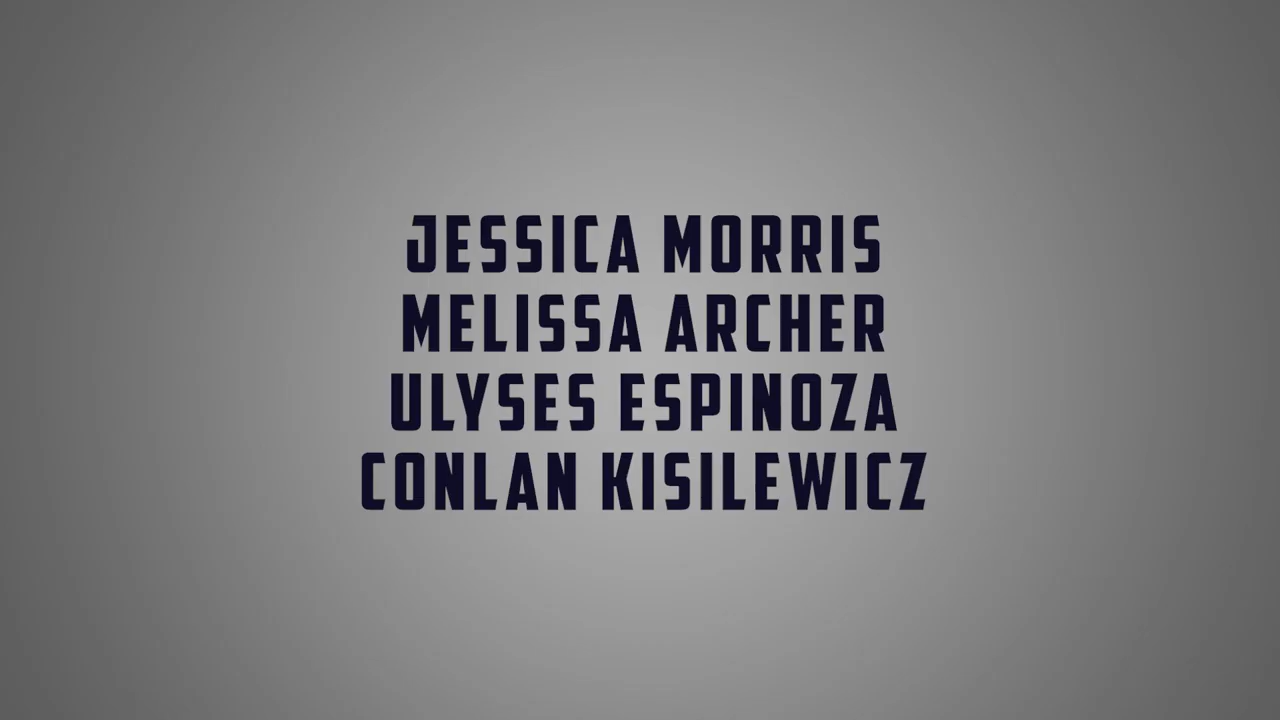 JESSICA MORRIS
MELISSA ARCHER
ULYSES ESPINOZA
CONLAN KISILEWICZ